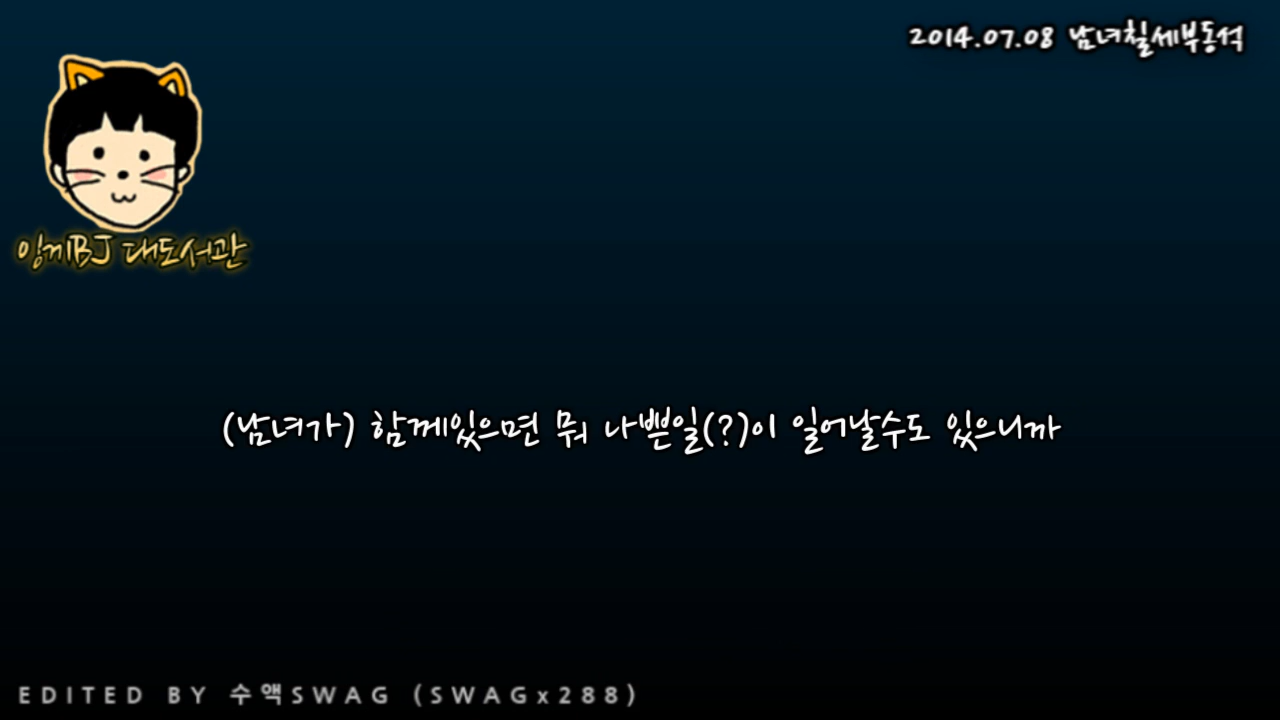 2014.07.08 남녀칠세부동석
잉끼BJ 대도서관
(남녀가) 함께있으면 뭐 나쁜일(?)이 일어날수도 있으니까
EDITED BY 수액SWAG (SWAGx288)